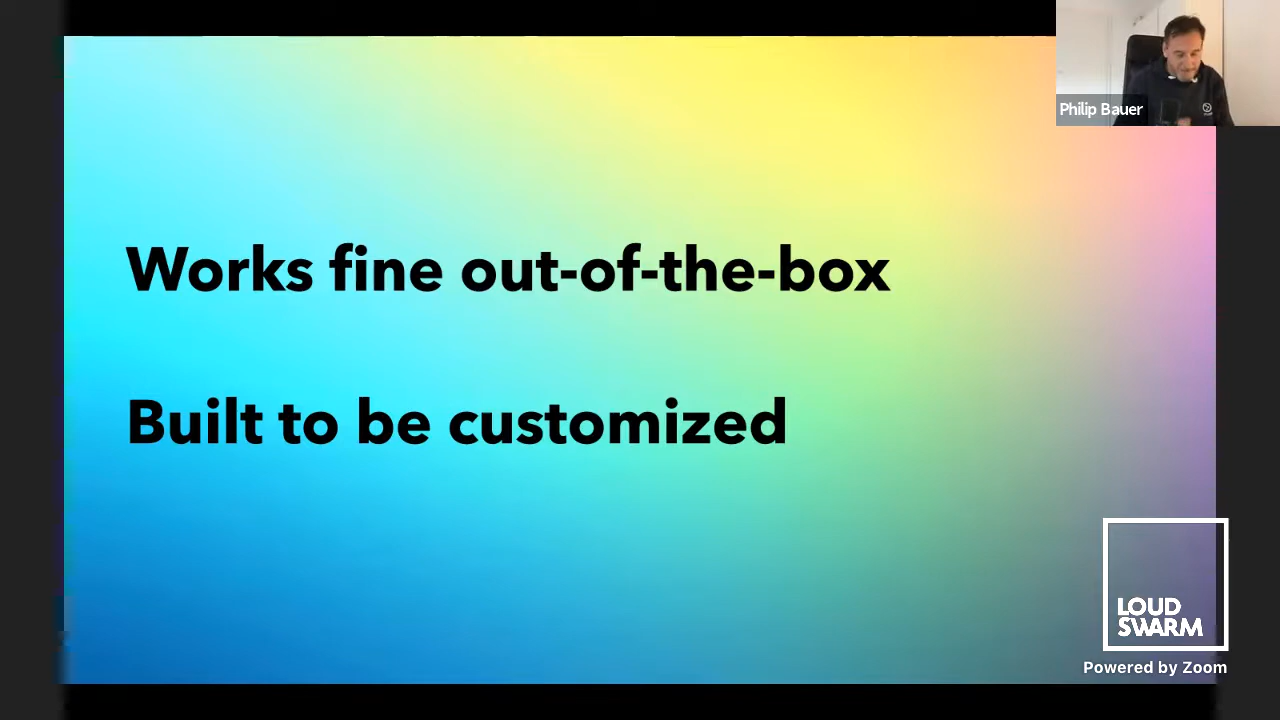 Philip Bauer
Works fine out-of-the-box
Built to be customized
LOUD
SWARM
Powered by Zoom